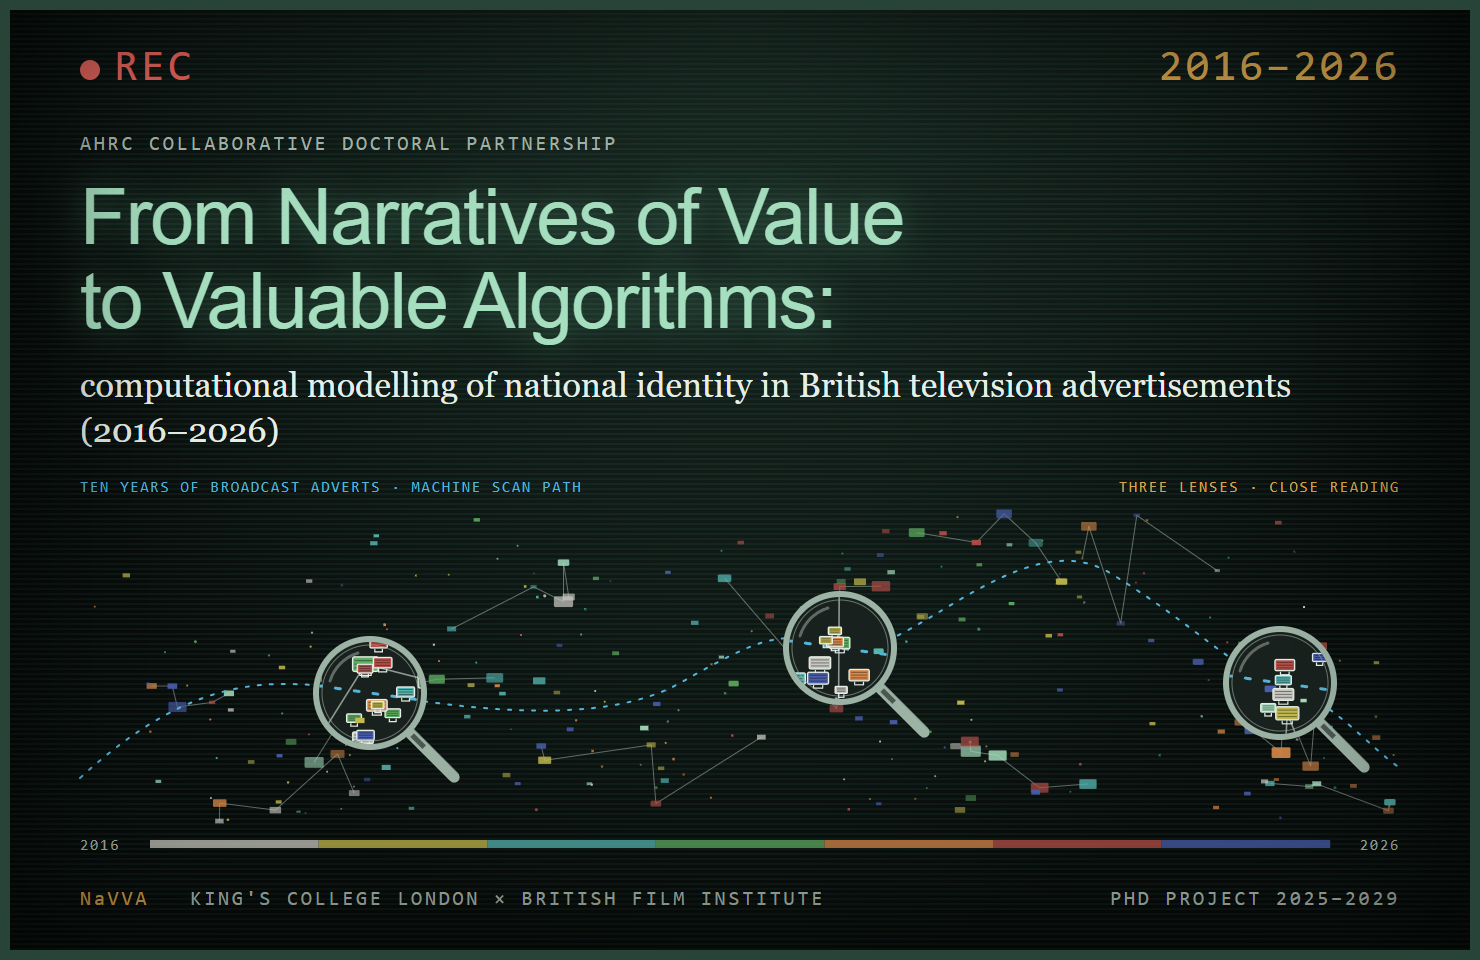 REC
2016–2026
AHRC COLLABORATIVE DOCTORAL PARTNERSHIP
From Narratives of Value
to Valuable Algorithms:
computational modelling of national identity in British television advertisements
(2016–2026)
TEN YEARS OF BROADCAST ADVERTS · MACHINE SCAN PATH
THREE LENSES · CLOSE READING
2016
2026
NaVVA
KING'S COLLEGE LONDON × BRITISH FILM INSTITUTE
PHD PROJECT 2025–2029